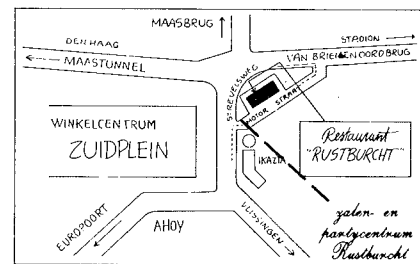 MAASBRUG
DEN HAAG
MAASTUNNEL
STADION
VAN BRIENENOORDBRUG
STREVELSWEG
MOTOR STRAAT
WINKELCENTRUM
ZUIDPLEIN
IKAZIA
Restaurant
"RUSTBURCHT"
EUROPOORT
AHOY
VLISSINGEN
zalen- en
partycentrum
Rustburcht